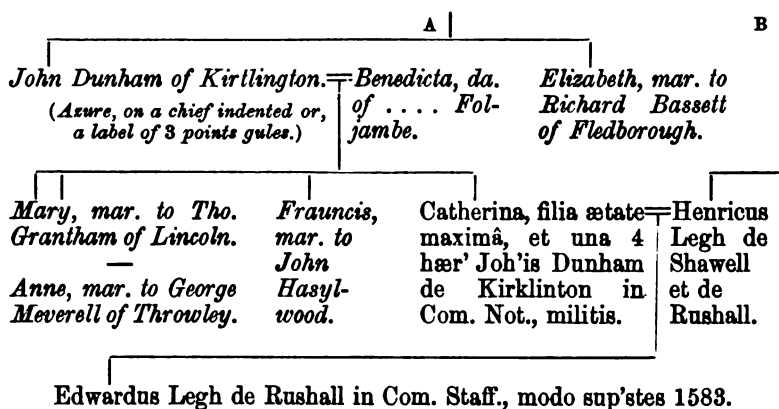 A B
John Dunham of Kirtlington.
(Azure, on a chief indented or,
a label of 3 points gules.)
Benedicta, da.
of .... Fol-
jambe.
Elizabeth, mar. to
Richard Bassett
of Fledborough.
Mary, mar. to Tho.
Grantham of Lincoln.
—
Anne, mar. to George
Meverell of Throwley.
Frauncis,
mar. to
John
Hasyl-
wood.
Catherina, filia ætate
maximâ, et una 4
hær' Joh'is Dunham
de Kirklinton in
Com. Not., militis.
Henricus
Legh de
Shawell
et de
Rushall.
Edwardus Legh de Rushall in Com. Staff., modo sup'stes 1583.